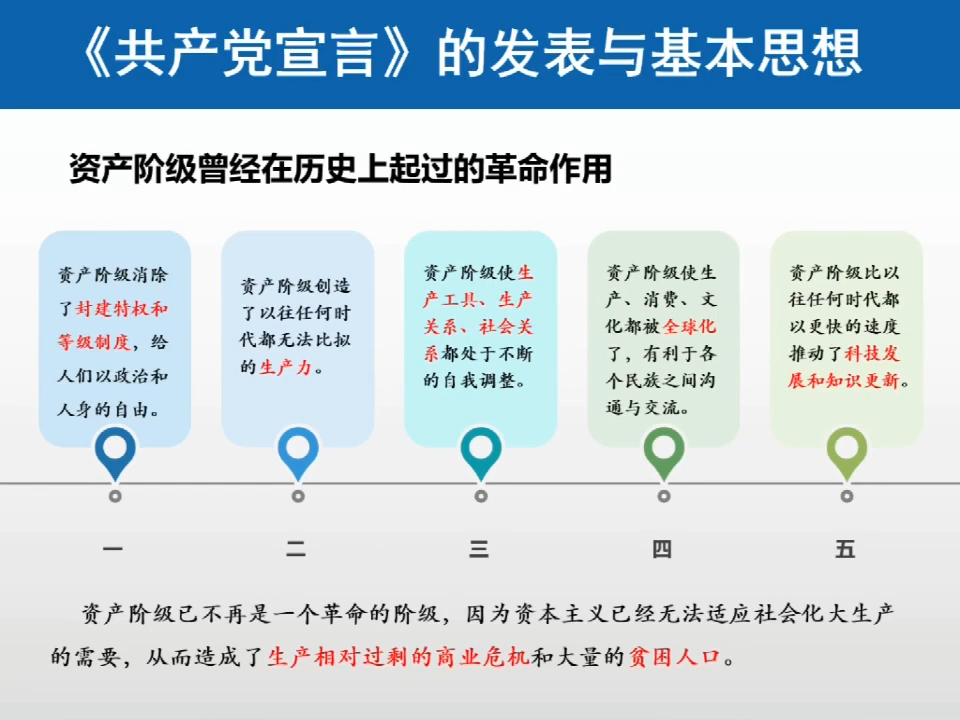 《共产党宣言》的发表与基本思想
资产阶级曾经在历史上起过的革命作用
资产阶级消除
了封建特权和
等级制度，给
人们以政治和
人身的自由。
资产阶级创造
了以往任何时
代都无法比拟
的生产力。
资产阶级使生
产工具、生产
关系、社会关
系都处于不断
的自我调整。
资产阶级使生
产、消费、文
化都被全球化
了，有利于各
个民族之间沟
通与交流。
资产阶级比以
往任何时代都
以更快的速度
推动了科技发
展和知识更新。
一
二
三
四
五
资产阶级已不再是一个革命的阶级，因为资本主义已经无法适应社会化大生产
的需要，从而造成了生产相对过剩的商业危机和大量的贫困人口。